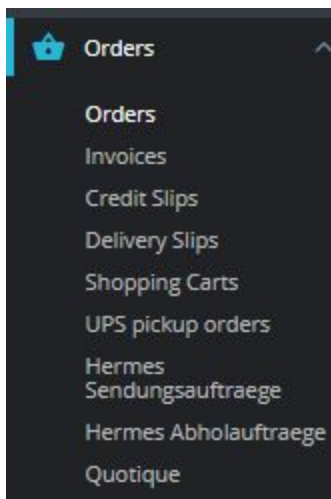 Orders
Orders
Invoices
Credit Slips
Delivery Slips
Shopping Carts
UPS pickup orders
Hermes
Sendungsauftraege
Hermes Abholauftraege
Quotique